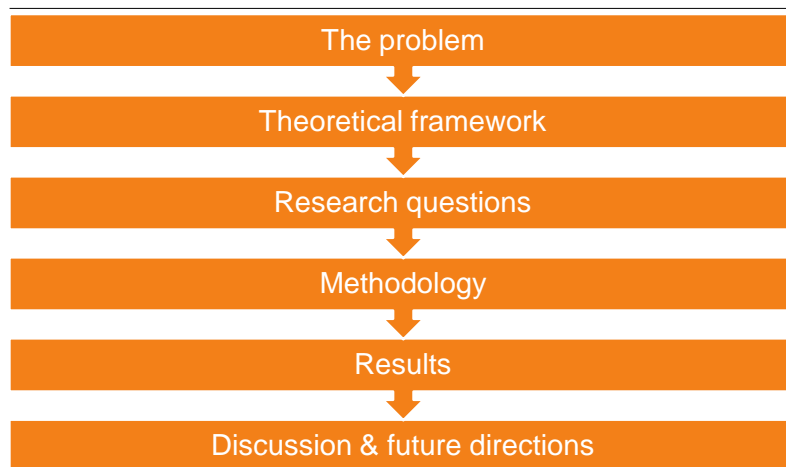 The problem
Theoretical framework
Research questions
Methodology
Results
Discussion & future directions